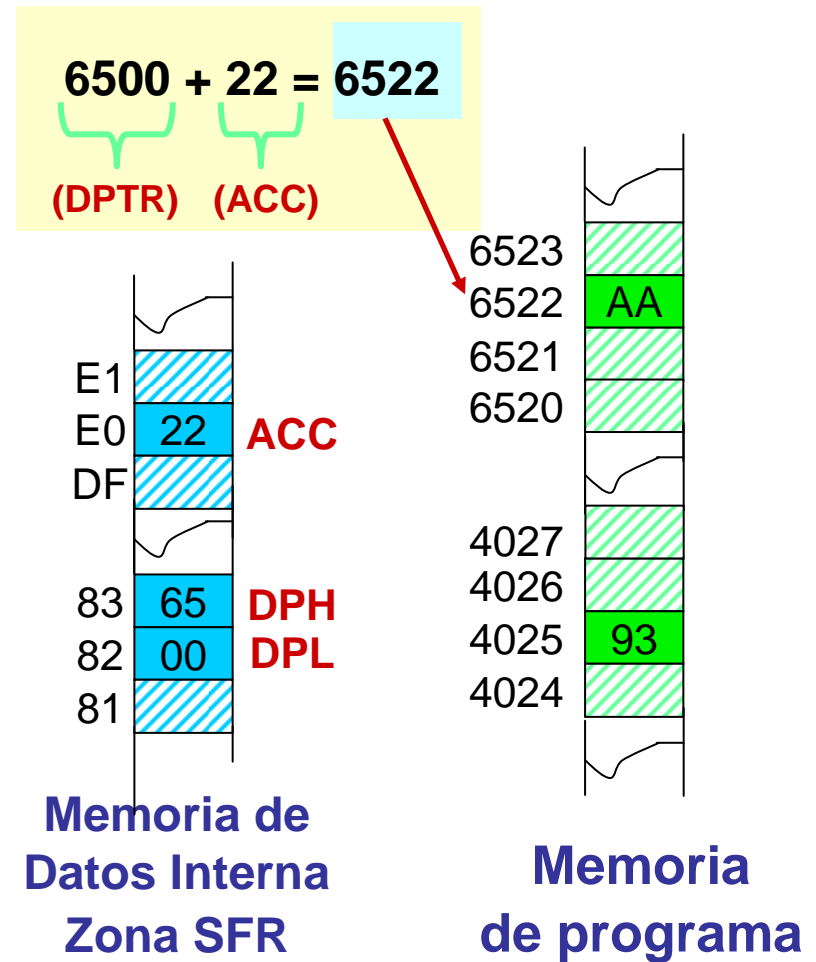 6500 + 22 = 6522
(DPTR) (ACC)
E1
E0 22 ACC
DF
83 65 DPH
82 00 DPL
81
Memoria de
Datos Interna
Zona SFR
6523
6522 AA
6521
6520
4027
4026
4025 93
4024
Memoria
de programa